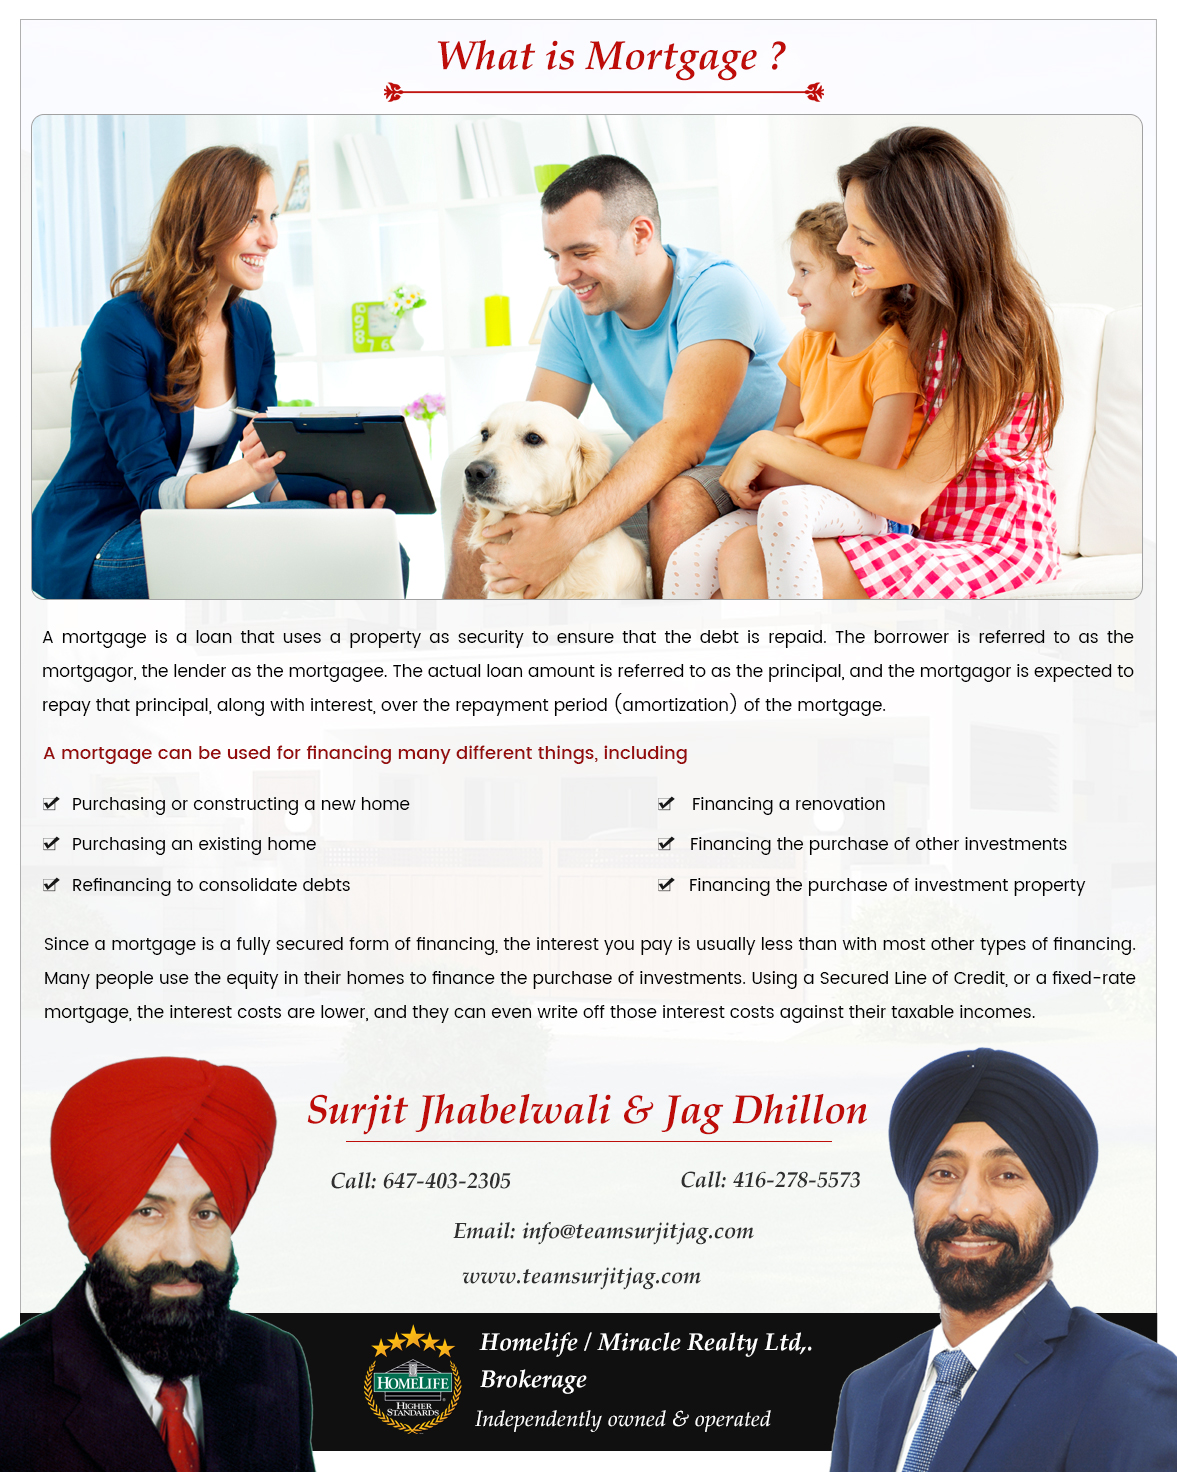 What is Mortgage ?
A mortgage is a loan that uses a property as security to ensure that the debt is repaid. The borrower is referred to as the
mortgagor, the lender as the mortgagee. The actual loan amount is referred to as the principal, and the mortgagor is expected to
repay that principal, along with interest, over the repayment period (amortization) of the mortgage.
A mortgage can be used for financing many different things, including
Purchasing or constructing a new home
Financing a renovation
Purchasing an existing home
Financing the purchase of other investments
Refinancing to consolidate debts
Financing the purchase of investment property
Since a mortgage is a fully secured form of financing, the interest you pay is usually less than with most other types of financing.
Many people use the equity in their homes to finance the purchase of investments. Using a Secured Line of Credit, or a fixed-rate
mortgage, the interest costs are lower, and they can even write off those interest costs against their taxable incomes.
Surjit Jhabelwali & Jag Dhillon
Call: 647-403-2305
Call: 416-278-5573
Email: info@teamsurjitjag.com
www.teamsurjitjag.com
HOMELIFE
HIGHER
STANDARDS
Homelife / Miracle Realty Ltd,.
Brokerage
Independently owned & operated